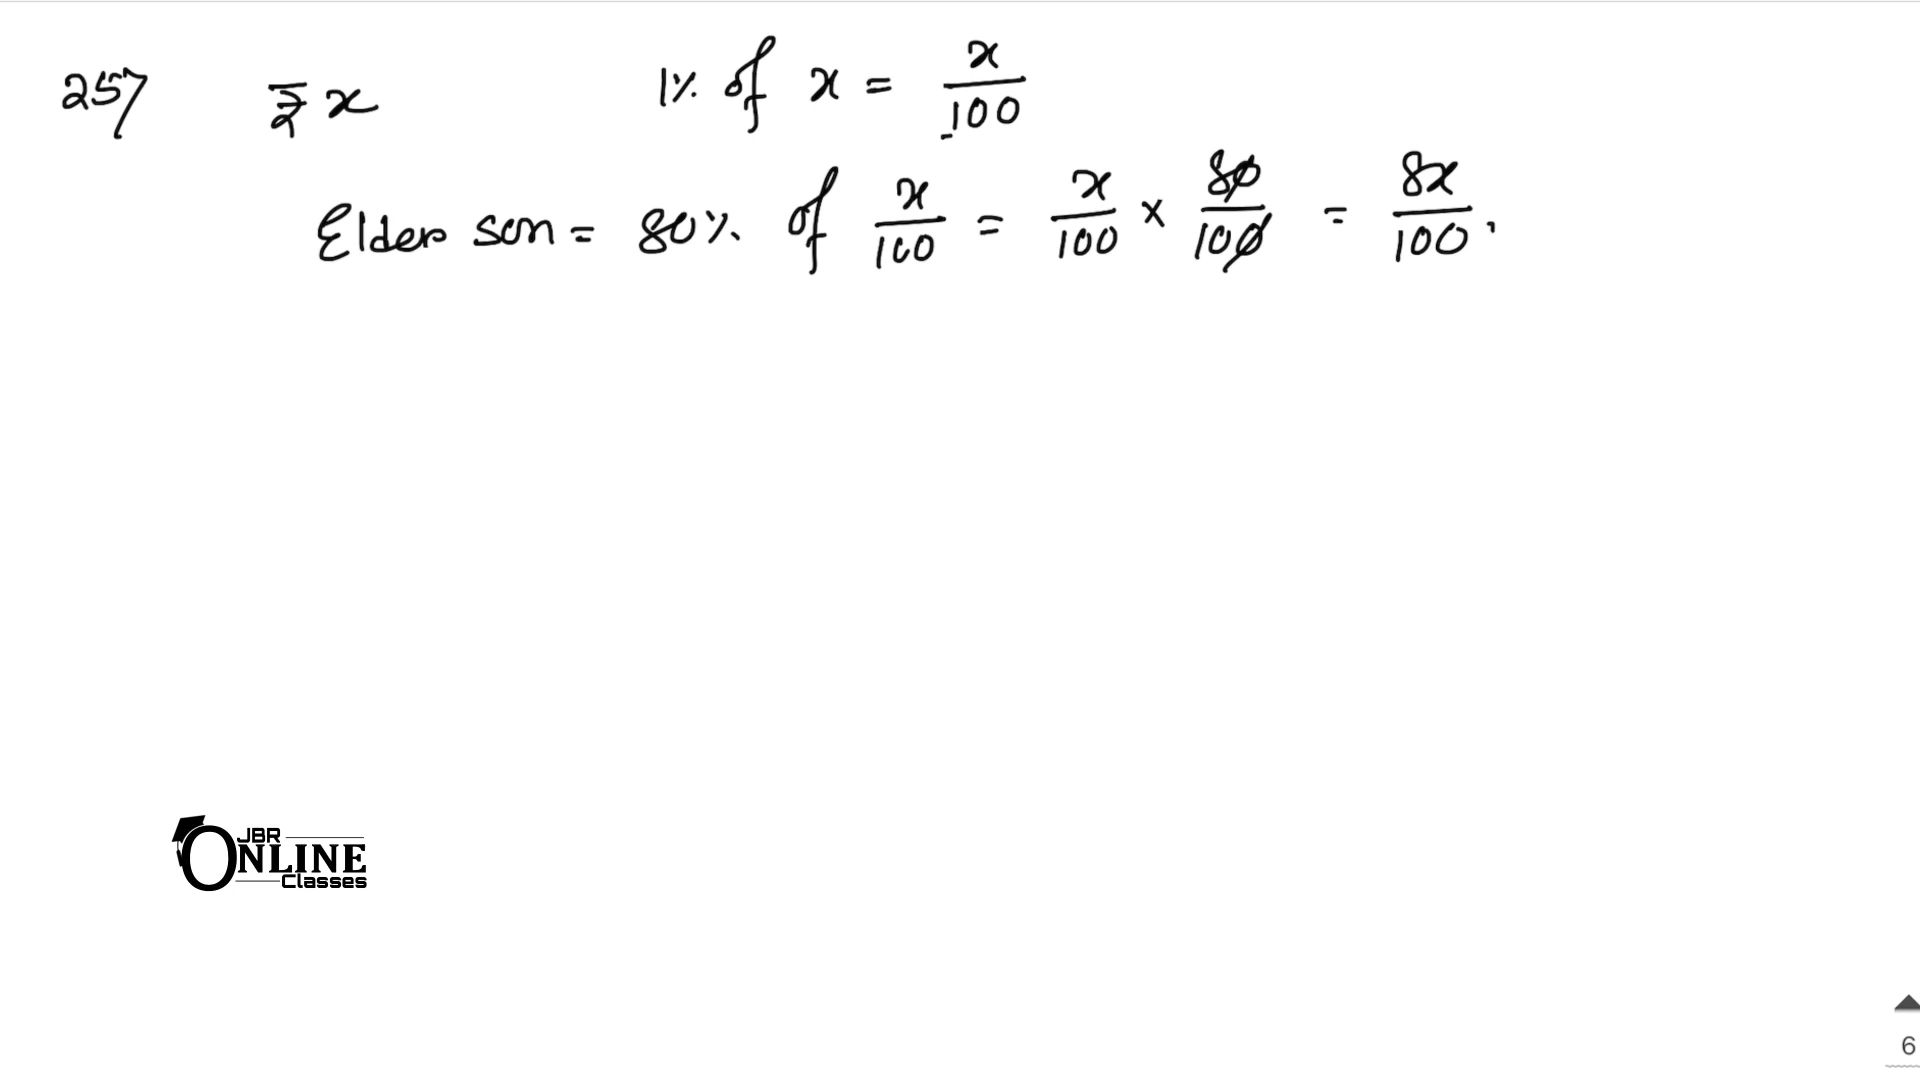 257 ₹ x 1% of x = x/100
Elder son = 80% of x/100 = x/100 × 80/100 = 8x/100.
JBR
ONLINE
Classes
6